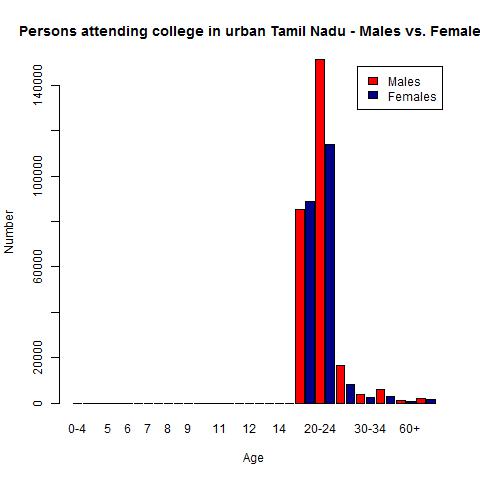 Persons attending college in urban Tamil Nadu - Males vs. Female
Males
Females
140000
100000
60000
20000
0
Number
0-4 5 6 7 8 9 11 12 14 20-24 30-34 60+
Age